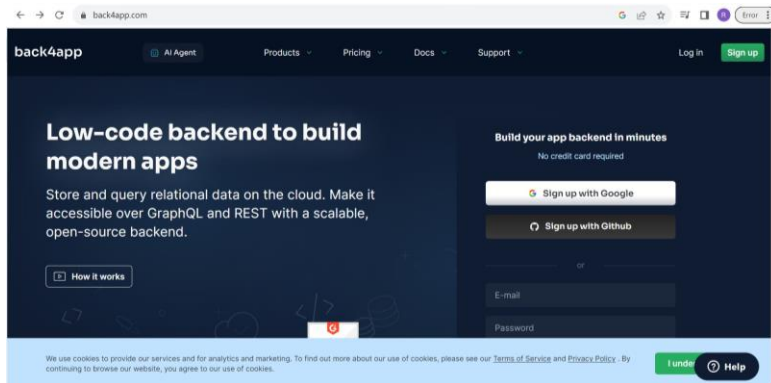 back4app.com
Error
back4app
AI Agent
Products
Pricing
Docs
Support
Log in
Sign up
Low-code backend to build
modern apps
Store and query relational data on the cloud. Make it
accessible over GraphQL and REST with a scalable,
open-source backend.
How it works
Build your app backend in minutes
No credit card required
G Sign up with Google
Sign up with Github
or
E-mail
Password
We use cookies to provide our services and for analytics and marketing. To find out more about our use of cookies, please see our Terms of Service and Privacy Policy . By
continuing to browse our website, you agree to our use of cookies.
I unde
Help